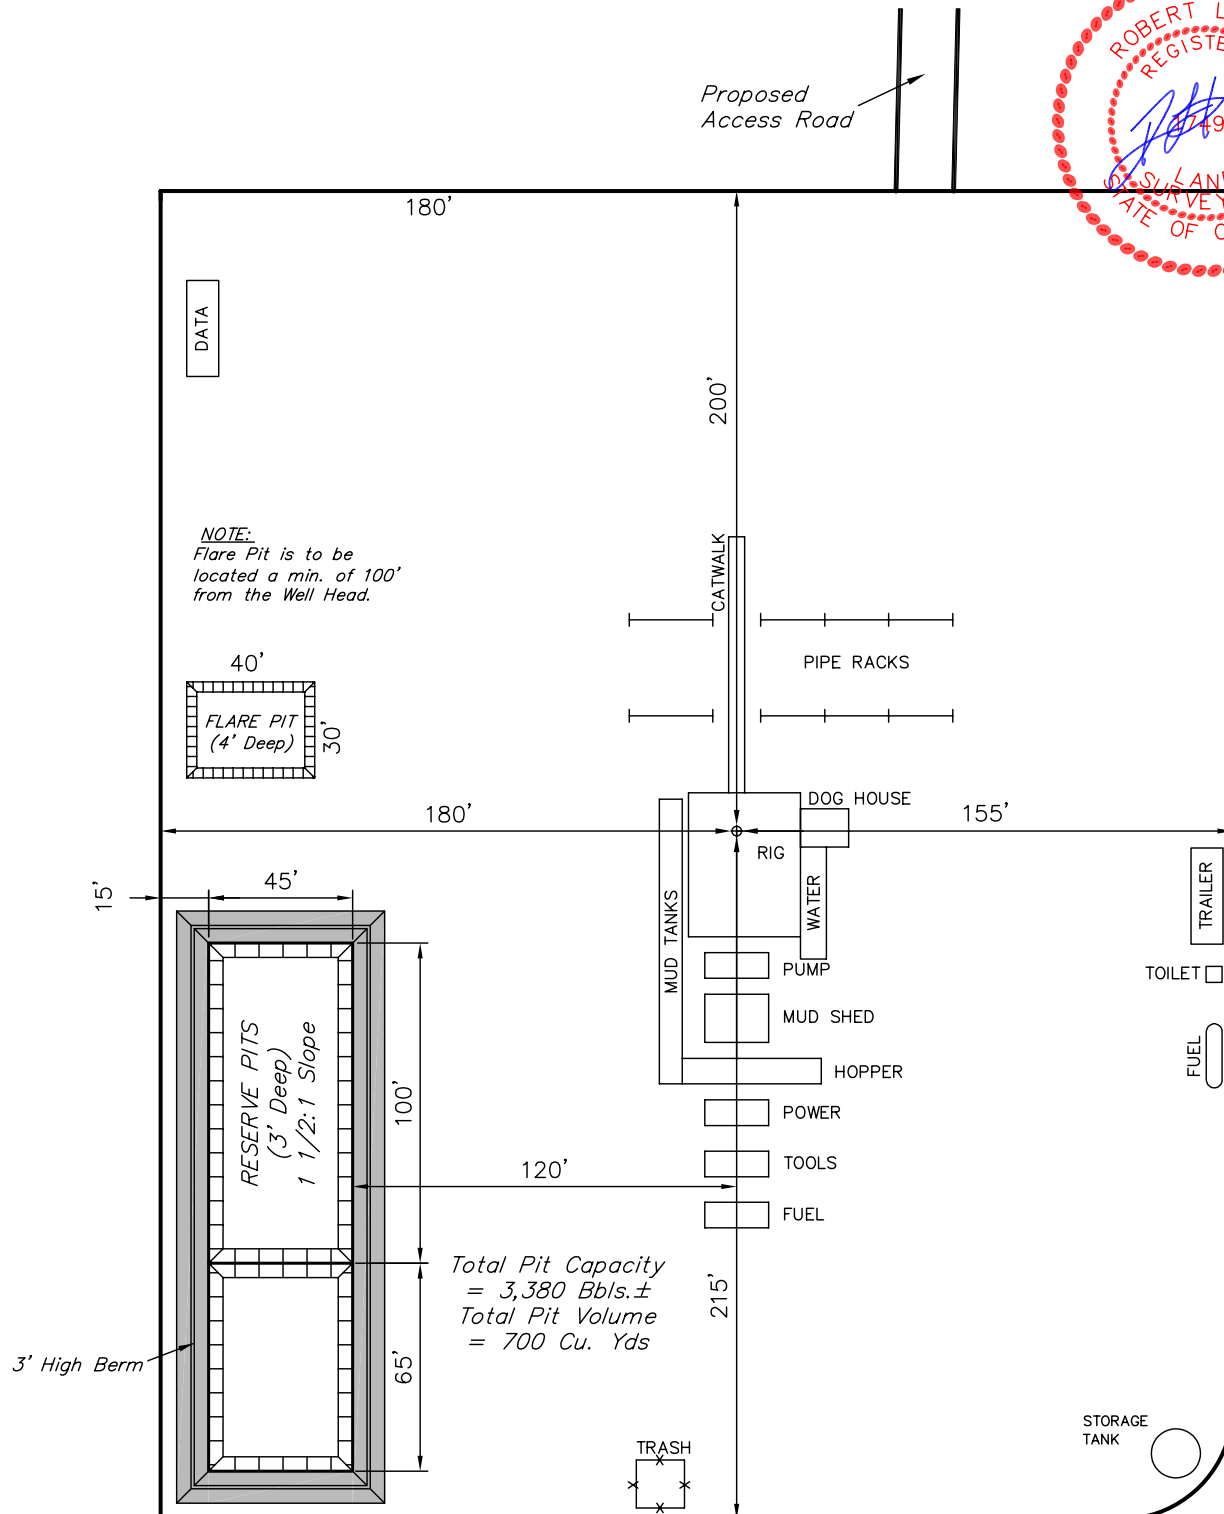 Proposed
Access Road
ROBERT L
REGISTE
LAN
SURVEY
STATE OF
180'
DATA
200'
NOTE:
Flare Pit is to be
located a min. of 100'
from the Well Head.
CATWALK
PIPE RACKS
40'
FLARE PIT
(4' Deep)
30'
DOG HOUSE
180'
155'
RIG
15'
45'
MUD TANKS
WATER
TRAILER
PUMP
TOILET
MUD SHED
RESERVE PITS
(3' Deep)
1 1/2:1 Slope
100'
FUEL
HOPPER
POWER
120'
TOOLS
FUEL
Total Pit Capacity
= 3,380 Bbls.±
Total Pit Volume
= 700 Cu. Yds
215'
3' High Berm
65'
STORAGE
TANK
TRASH